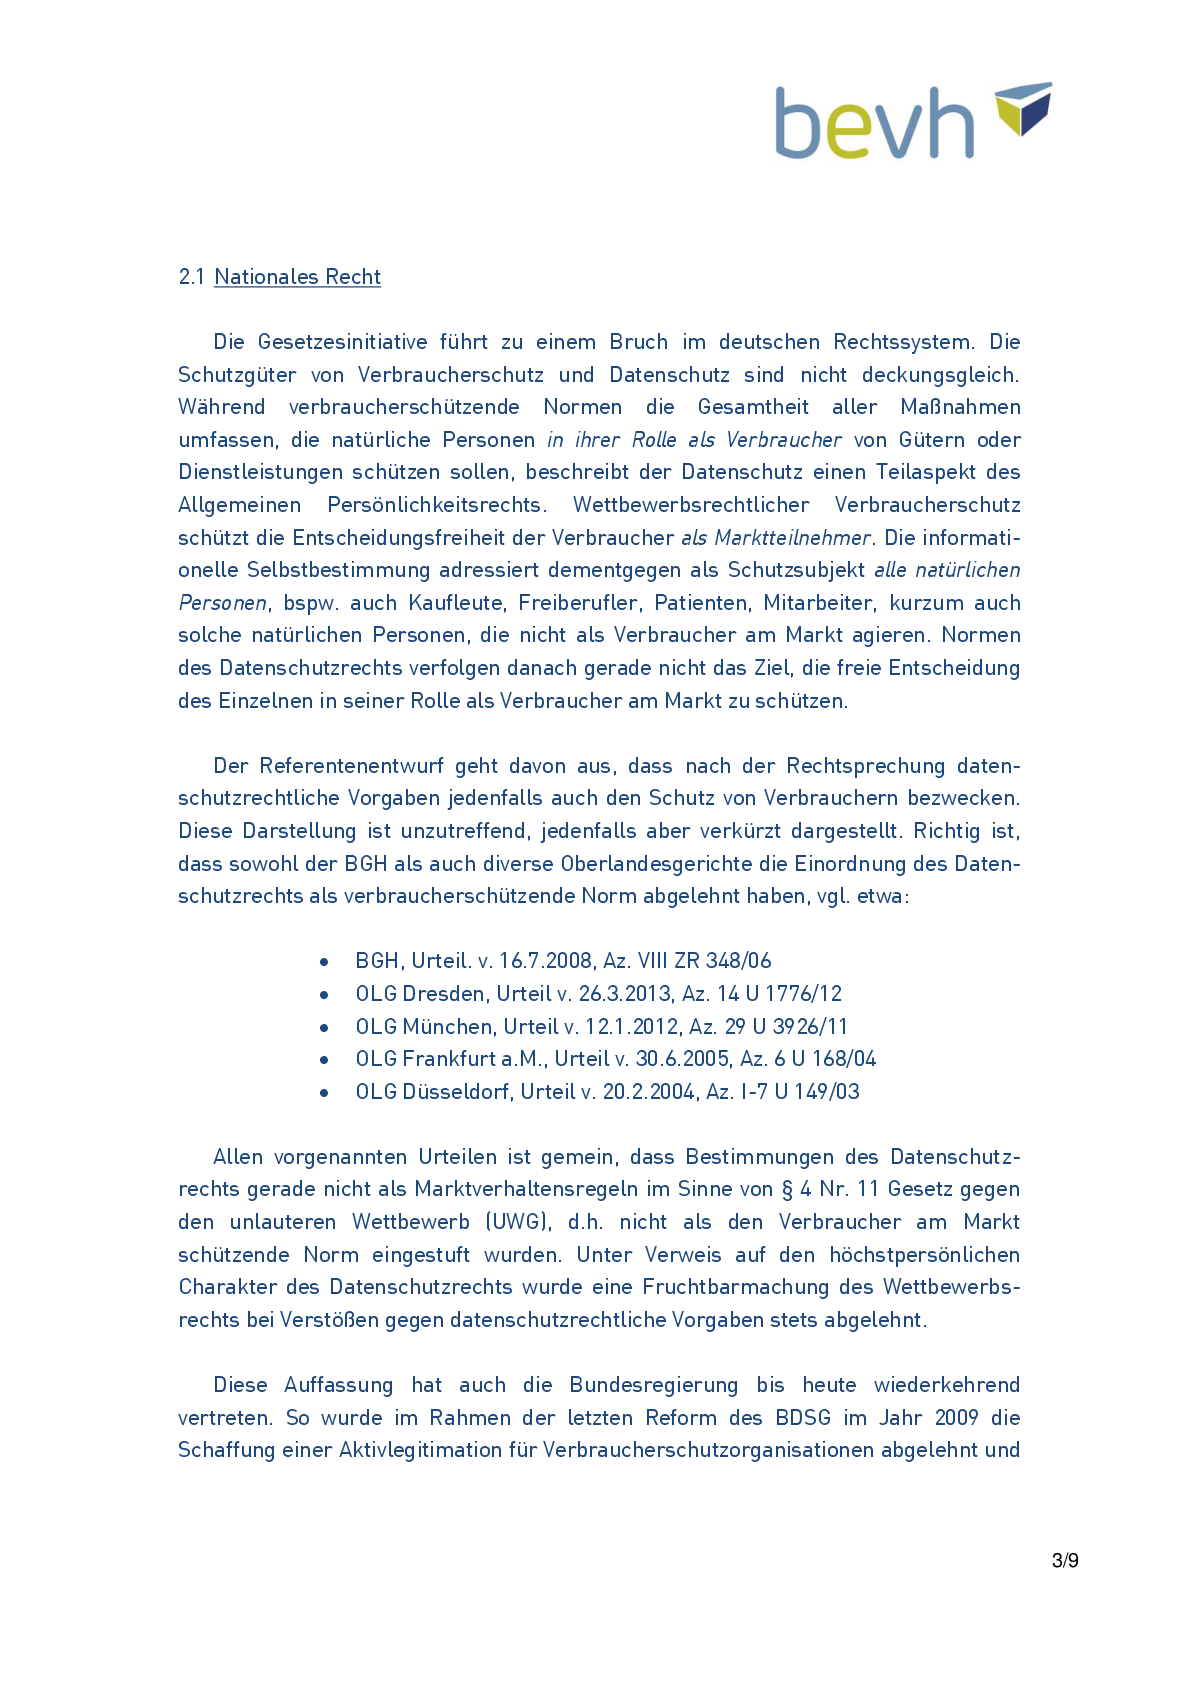 bevh
2.1 Nationales Recht
Die Gesetzesinitiative führt zu einem Bruch im deutschen Rechtssystem. Die
Schutzgüter von Verbraucherschutz und Datenschutz sind nicht deckungsgleich.
Während verbraucherschützende Normen die Gesamtheit aller Maßnahmen
umfassen, die natürliche Personen in ihrer Rolle als Verbraucher von Gütern oder
Dienstleistungen schützen sollen, beschreibt der Datenschutz einen Teilaspekt des
Allgemeinen Persönlichkeitsrechts. Wettbewerbsrechtlicher Verbraucherschutz
schützt die Entscheidungsfreiheit der Verbraucher als Marktteilnehmer. Die informati-
onelle Selbstbestimmung adressiert dementgegen als Schutzsubjekt alle natürlichen
Personen, bspw. auch Kaufleute, Freiberufler, Patienten, Mitarbeiter, kurzum auch
solche natürlichen Personen, die nicht als Verbraucher am Markt agieren. Normen
des Datenschutzrechts verfolgen danach gerade nicht das Ziel, die freie Entscheidung
des Einzelnen in seiner Rolle als Verbraucher am Markt zu schützen.
Der Referentenentwurf geht davon aus, dass nach der Rechtsprechung daten-
schutzrechtliche Vorgaben jedenfalls auch den Schutz von Verbrauchern bezwecken.
Diese Darstellung ist unzutreffend, jedenfalls aber verkürzt dargestellt. Richtig ist,
dass sowohl der BGH als auch diverse Oberlandesgerichte die Einordnung des Daten-
schutzrechts als verbraucherschützende Norm abgelehnt haben, vgl. etwa:
• BGH, Urteil. v. 16.7.2008, Az. VIII ZR 348/06
• OLG Dresden, Urteil v. 26.3.2013, Az. 14 U 1776/12
• OLG München, Urteil v. 12.1.2012, Az. 29 U 3926/11
• OLG Frankfurt a.M., Urteil v. 30.6.2005, Az. 6 U 168/04
• OLG Düsseldorf, Urteil v. 20.2.2004, Az. I-7 U 149/03
Allen vorgenannten Urteilen ist gemein, dass Bestimmungen des Datenschutz-
rechts gerade nicht als Marktverhaltensregeln im Sinne von § 4 Nr. 11 Gesetz gegen
den unlauteren Wettbewerb (UWG), d.h. nicht als den Verbraucher am Markt
schützende Norm eingestuft wurden. Unter Verweis auf den höchstpersönlichen
Charakter des Datenschutzrechts wurde eine Fruchtbarmachung des Wettbewerbs-
rechts bei Verstößen gegen datenschutzrechtliche Vorgaben stets abgelehnt.
Diese Auffassung hat auch die Bundesregierung bis heute wiederkehrend
vertreten. So wurde im Rahmen der letzten Reform des BDSG im Jahr 2009 die
Schaffung einer Aktivlegitimation für Verbraucherschutzorganisationen abgelehnt und
3/9